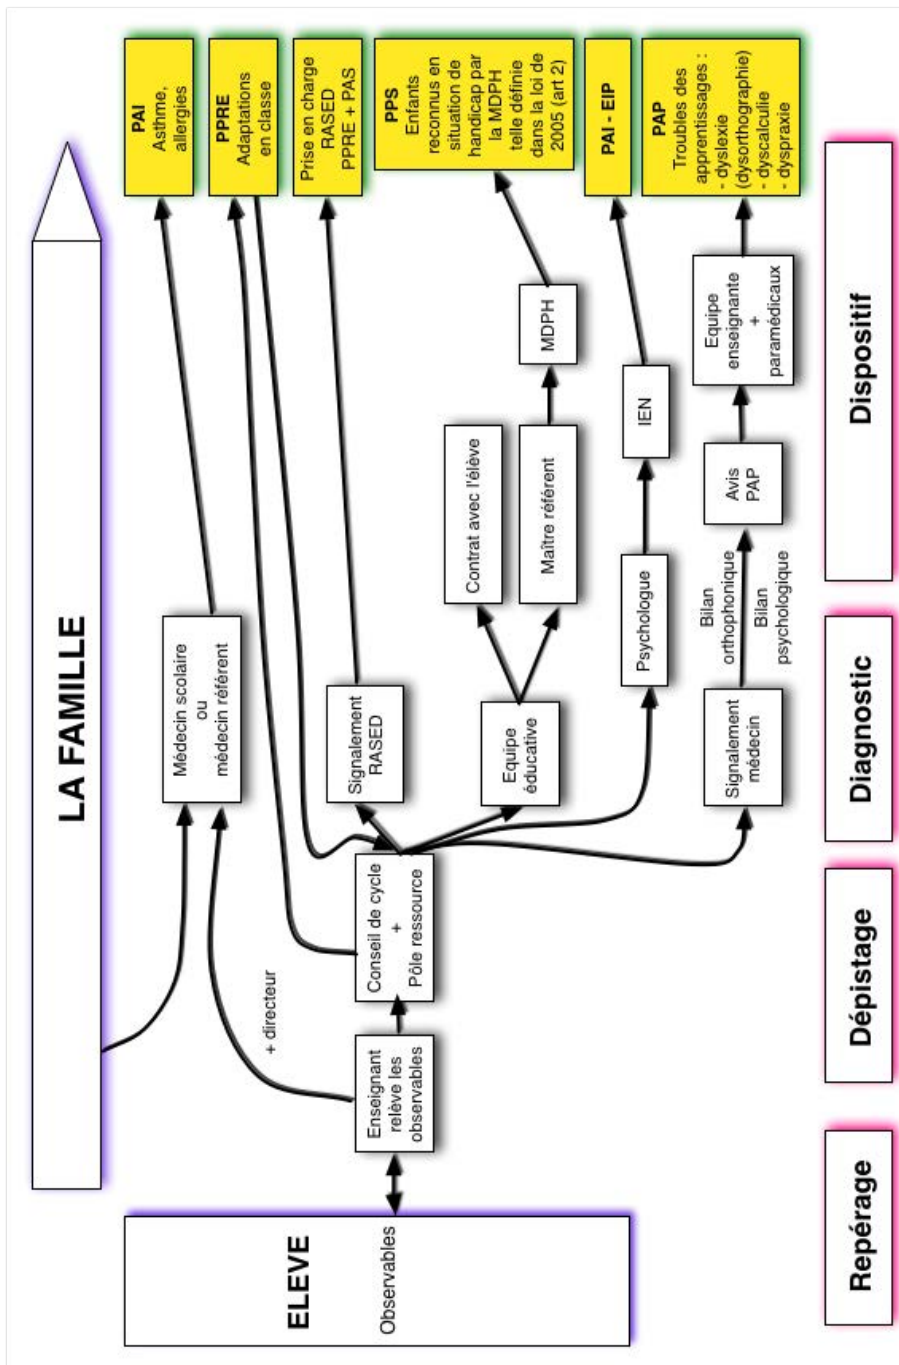 LA FAMILLE
ELEVE
Observables
Enseignant
relève les
observables
+ directeur
Conseil de cycle
+
Pôle ressource
Médecin scolaire
ou
médecin référent
Signalement
RASED
Equipe
éducative
Contrat avec l'élève
Maître référent
MDPH
Psychologue
IEN
Signalement
médecin
Bilan
orthophonique
Bilan
psychologique
Avis
PAP
Equipe
enseignante
+
paramédicaux
PAI
Asthme,
allergies
PPRE
Adaptations
en classe
Prise en charge
RASED
PPRE + PAS
PPS
Enfants
reconnus en
situation de
handicap par
la MDPH
telle définie
dans la loi de
2005 (art 2)
PAI - EIP
PAP
Troubles des
apprentissages :
- dyslexie
(dysorthographie)
- dyscalculie
- dyspraxie
Repérage
Dépistage
Diagnostic
Dispositif